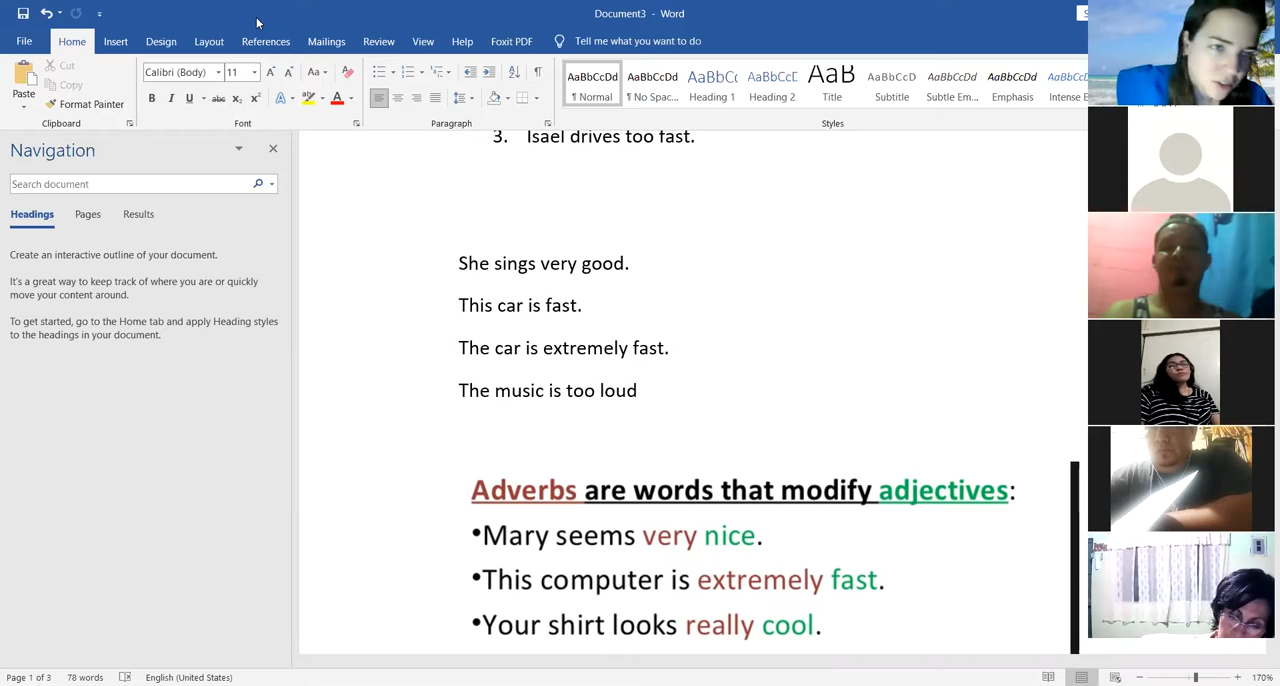 Document3 - Word
File Home Insert Design Layout References Mailings Review View Help Foxit PDF Tell me what you want to do
Cut
Copy
Paste
Format Painter
Calibri (Body) 11
AaBbCcDd AaBbCcDd AaBbCc AaBbCcD AaB AaBbCcD AaBbCcDd AaBbCcDd AaBbCcDd
¶ Normal ¶ No Spac... Heading 1 Heading 2 Title Subtitle Subtle Em... Emphasis Intense E
Clipboard Font Paragraph Styles
Navigation
Search document
Headings Pages Results
Create an interactive outline of your document.
It's a great way to keep track of where you are or quickly
move your content around.
To get started, go to the Home tab and apply Heading styles
to the headings in your document.
3. Isael drives too fast.
She sings very good.
This car is fast.
The car is extremely fast.
The music is too loud
Adverbs are words that modify adjectives:
•Mary seems very nice.
•This computer is extremely fast.
•Your shirt looks really cool.
Page 1 of 3 78 words English (United States) 170%